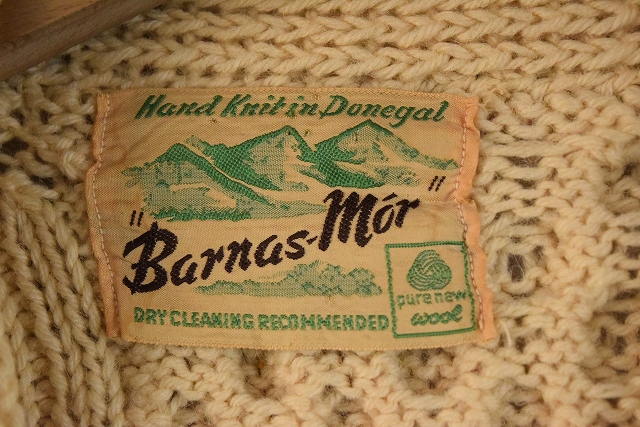 Hand Knit in Donegal
"Barnas-Mór"
pure new
wool
DRY CLEANING RECOMMENDED